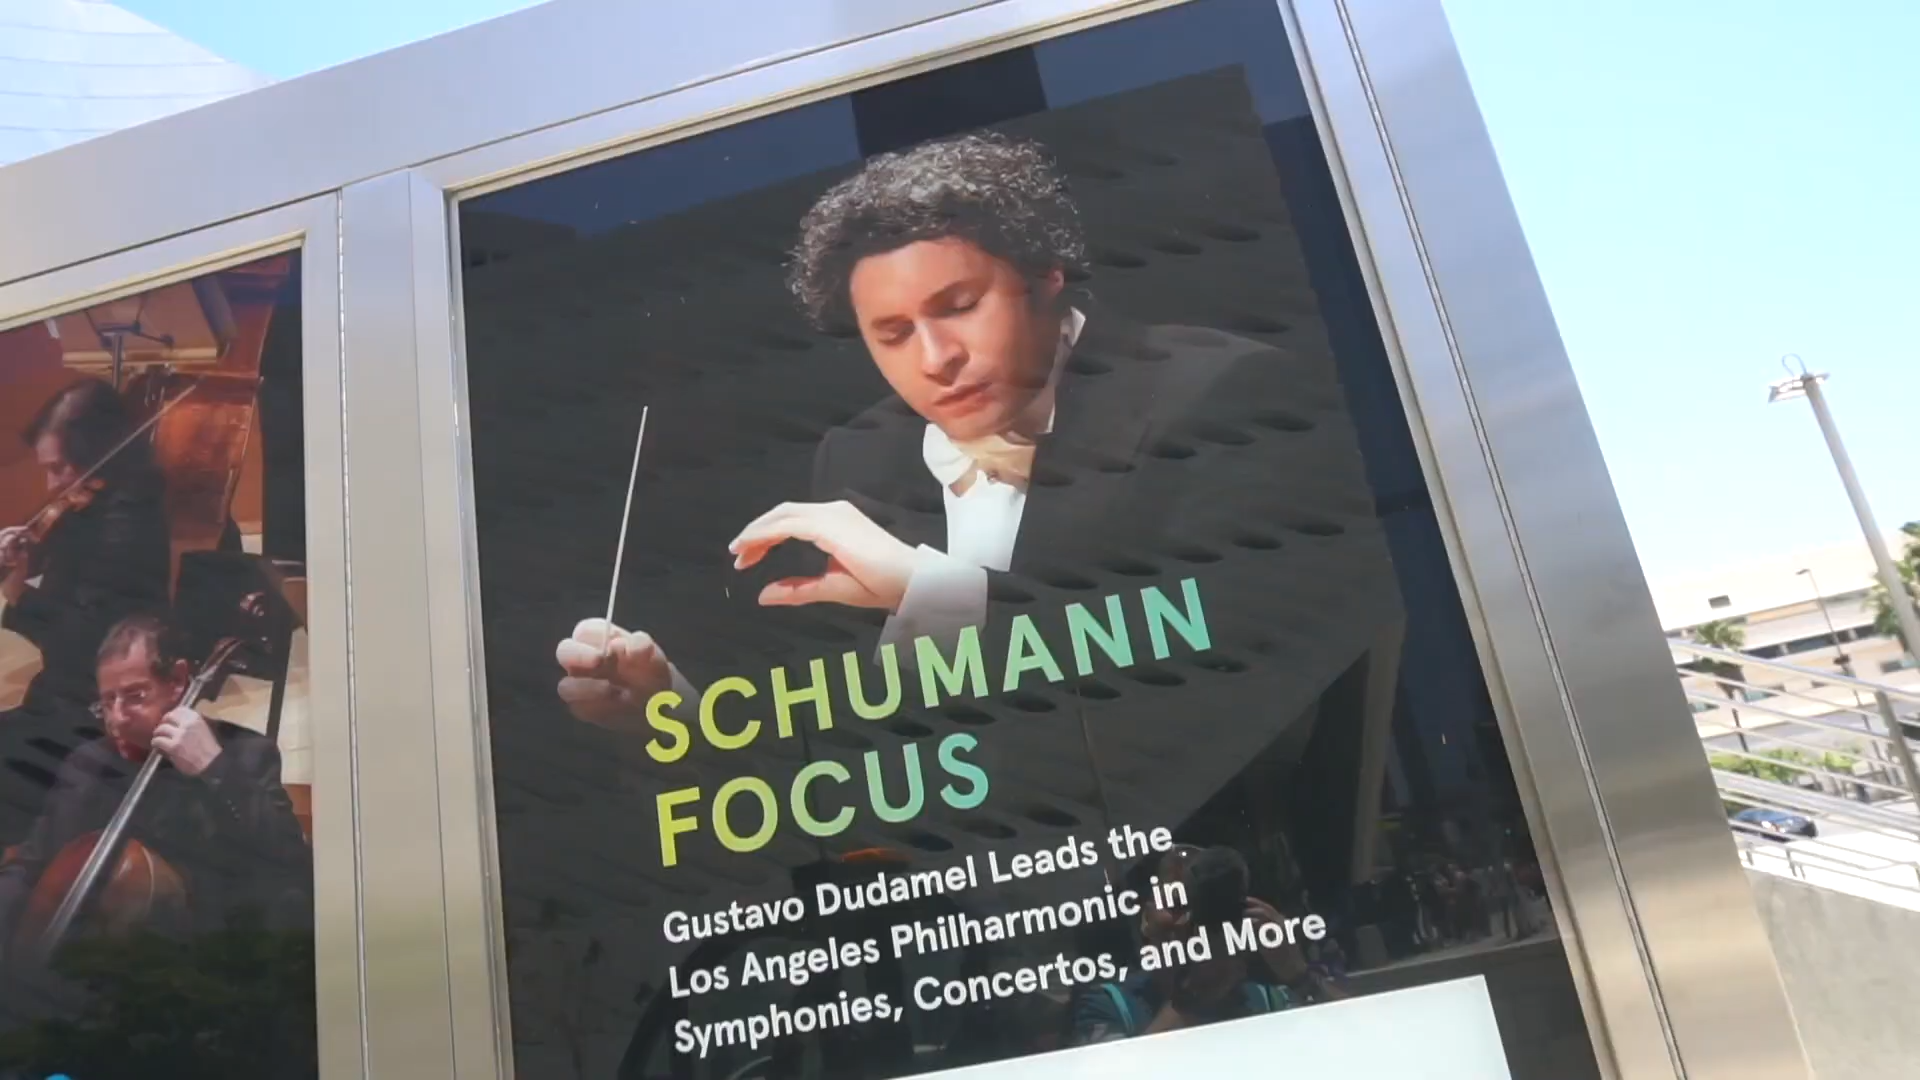 SCHUMANN
FOCUS
Gustavo Dudamel Leads the
Los Angeles Philharmonic in
Symphonies, Concertos, and More